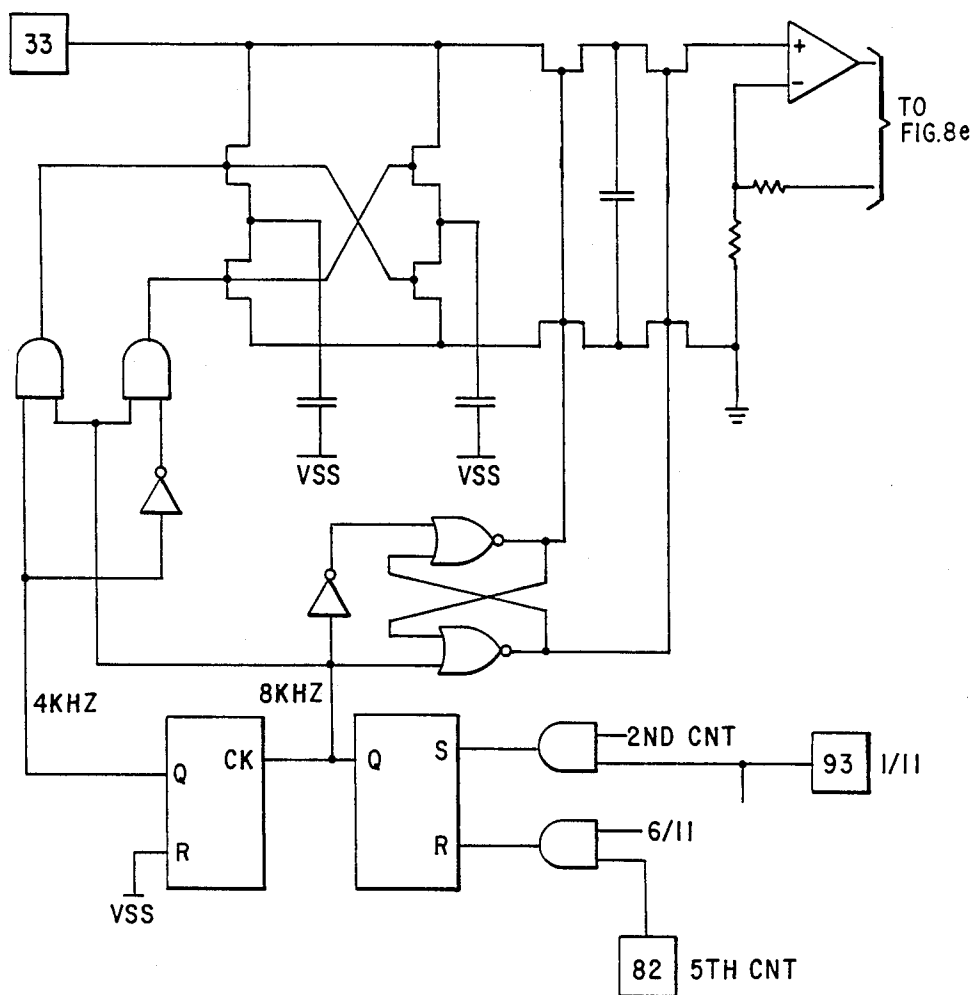 33
+
-
TO
FIG.8e
VSS
VSS
4KHZ
8KHZ
Q
CK
Q
S
R
R
VSS
2ND CNT
93 1/11
6/11
82 5TH CNT